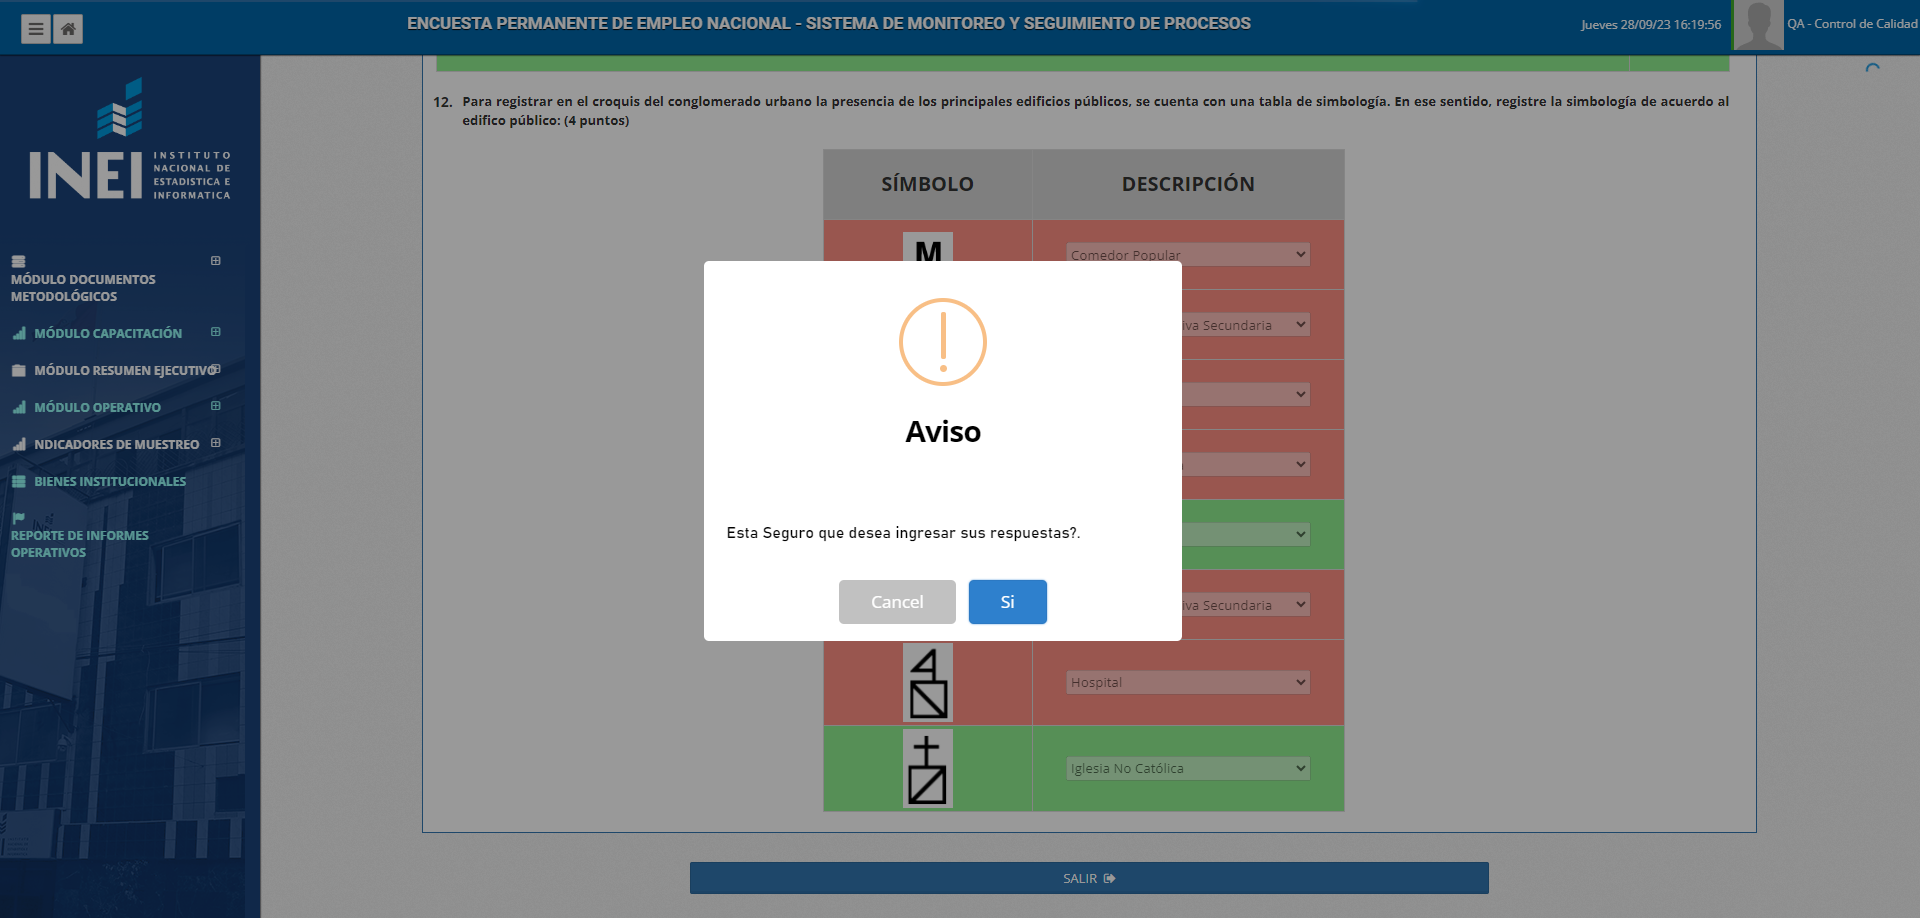 ENCUESTA PERMANENTE DE EMPLEO NACIONAL - SISTEMA DE MONITOREO Y SEGUIMIENTO DE PROCESOS
Jueves 28/09/23 16:19:56
QA - Control de Calidad
INEI
INSTITUTO
NACIONAL DE
ESTADISTICA E
INFORMATICA
MÓDULO DOCUMENTOS
METODOLÓGICOS
MÓDULO CAPACITACIÓN
MÓDULO RESUMEN EJECUTIVO
MÓDULO OPERATIVO
NDICADORES DE MUESTREO
BIENES INSTITUCIONALES
REPORTE DE INFORMES
OPERATIVOS
12. Para registrar en el croquis del conglomerado urbano la presencia de los principales edificios públicos, se cuenta con una tabla de simbología. En ese sentido, registre la simbología de acuerdo al
edifico público: (4 puntos)
SÍMBOLO DESCRIPCIÓN
M Comedor Popular
iva Secundaria
iva Secundaria
Hospital
Iglesia No Católica
Aviso
Esta Seguro que desea ingresar sus respuestas?.
Cancel Si
SALIR